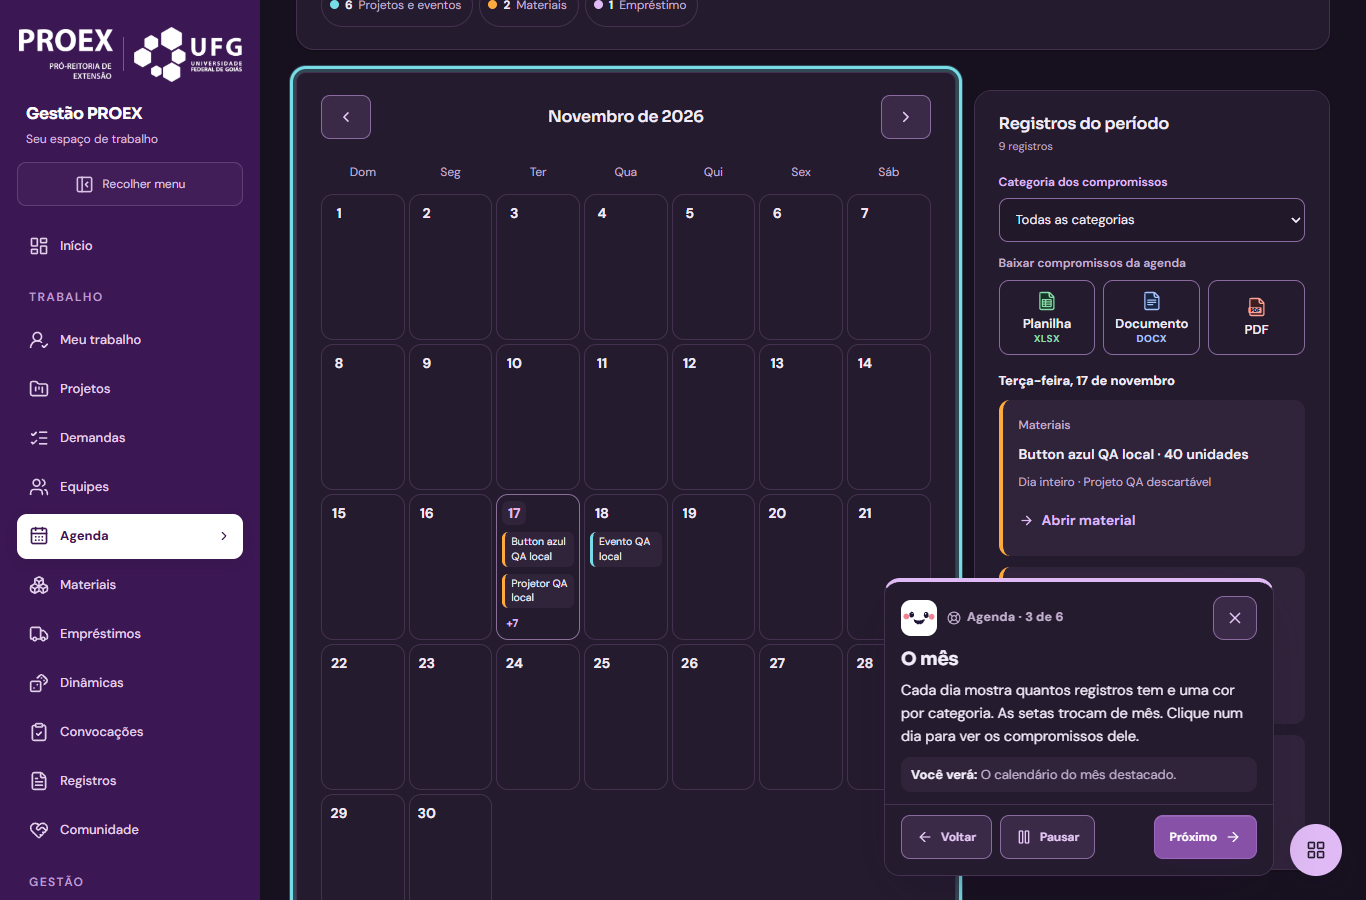 PROEX
PRÓ-REITORIA DE
EXTENSÃO
UFG
UNIVERSIDADE
FEDERAL DE GOIÁS
Gestão PROEX
Seu espaço de trabalho
Recolher menu
Início
TRABALHO
Meu trabalho
Projetos
Demandas
Equipes
Agenda
Materiais
Empréstimos
Dinâmicas
Convocações
Registros
Comunidade
GESTÃO
6 Projetos e eventos
2 Materiais
1 Empréstimo
Novembro de 2026
Dom Seg Ter Qua Qui Sex Sáb
1 2 3 4 5 6 7
8 9 10 11 12 13 14
15 16 17 18 19 20 21
Button azul
QA local
Projetor QA
local
+7
Evento QA
local
22 23 24 25 26 27 28
29 30
Registros do período
9 registros
Categoria dos compromissos
Todas as categorias
Baixar compromissos da agenda
Planilha
XLSX
Documento
DOCX
PDF
PDF
Terça-feira, 17 de novembro
Materiais
Button azul QA local · 40 unidades
Dia inteiro · Projeto QA descartável
Abrir material
Agenda · 3 de 6
O mês
Cada dia mostra quantos registros tem e uma cor
por categoria. As setas trocam de mês. Clique num
dia para ver os compromissos dele.
Você verá: O calendário do mês destacado.
Voltar
Pausar
Próximo